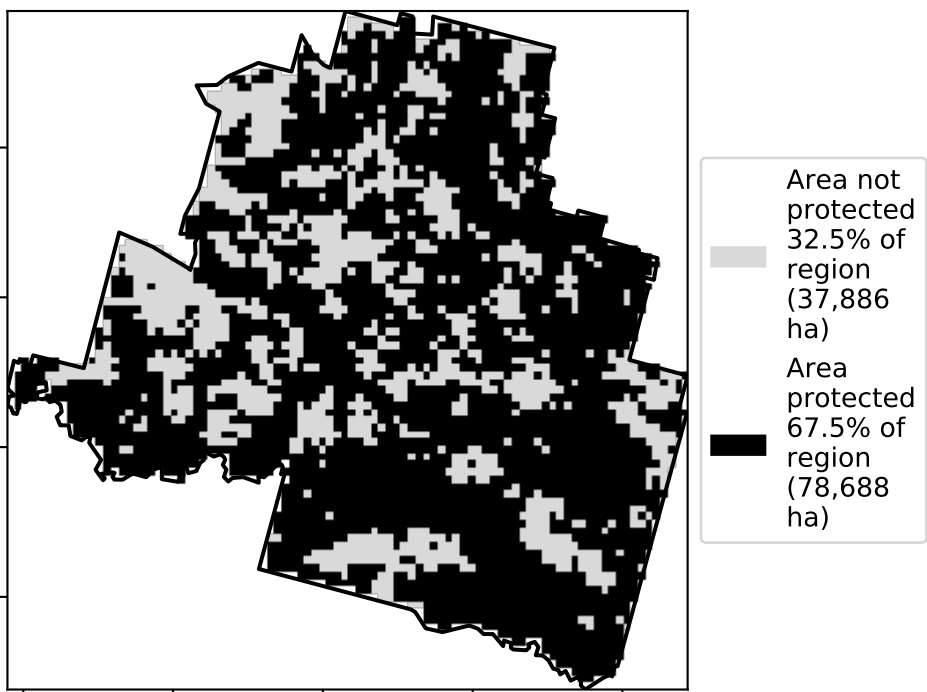 Area not
protected
32.5% of
region
(37,886
ha)
Area
protected
67.5% of
region
(78,688
ha)